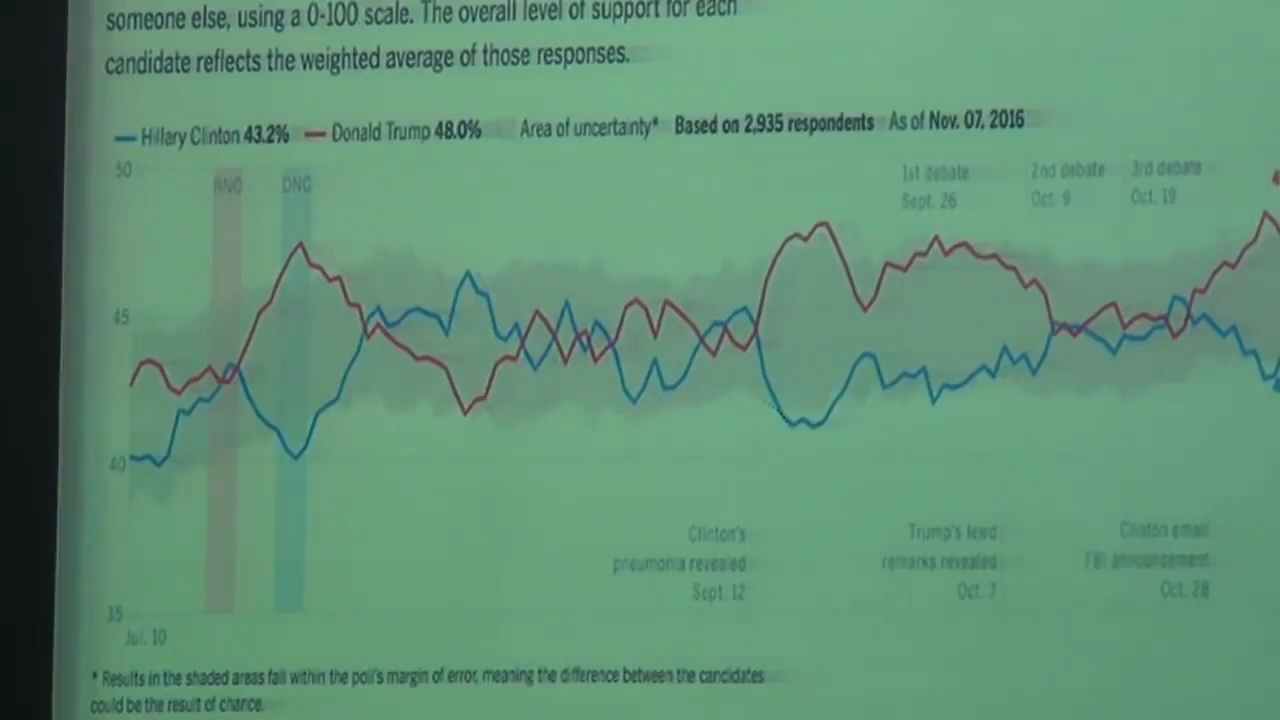 someone else, using a 0-100 scale. The overall level of support for each
candidate reflects the weighted average of those responses.
Hillary Clinton 43.2% Donald Trump 48.0% Area of uncertainty* Based on 2,935 respondents As of Nov. 07, 2016
50
RNC DNC
1st debate 2nd debate 3rd debate
Sept. 26 Oct. 9 Oct. 19
45
40
Clinton's Trump's lewd Clinton email
pneumonia revealed remarks revealed FBI announcement
Sept. 12 Oct. 7 Oct. 28
35
Jul. 10
* Results in the shaded areas fall within the poll's margin of error, meaning the difference between the candidates
could be the result of chance.